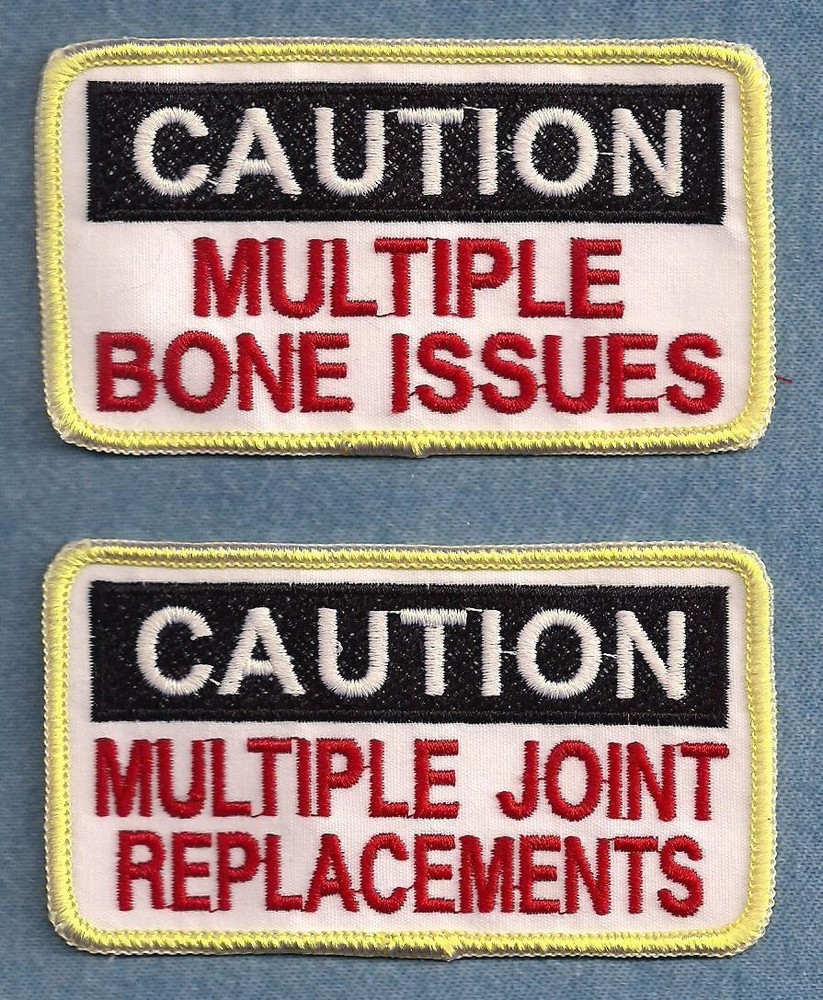 CAUTION
MULTIPLE
BONE ISSUES
CAUTION
MULTIPLE JOINT
REPLACEMENTS